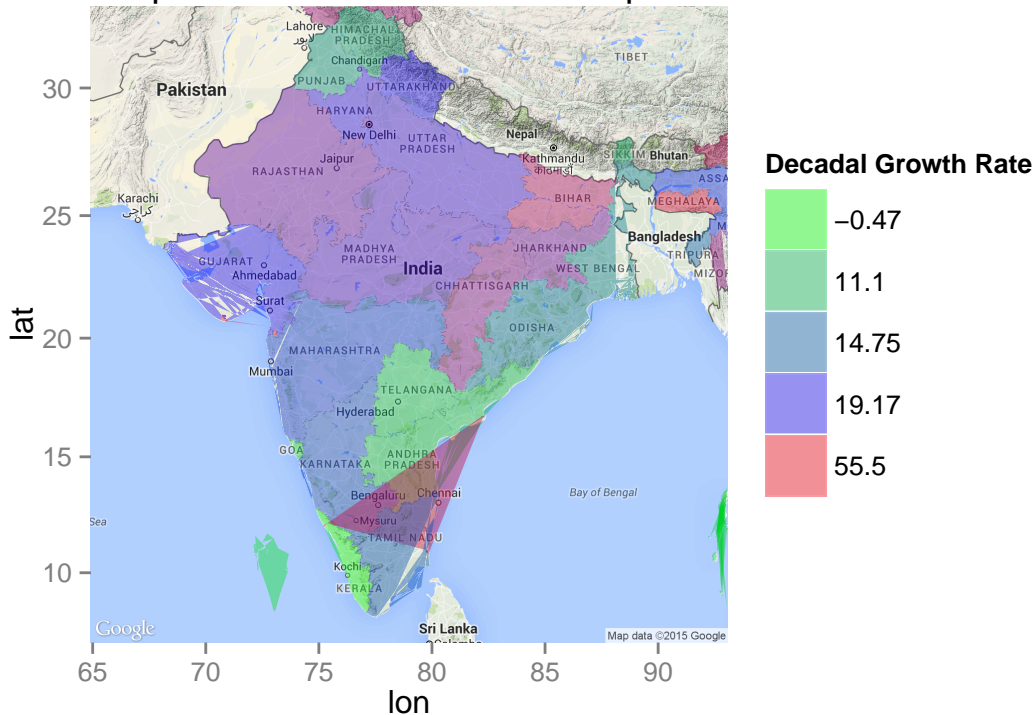 Lahore
لاہور
HIMACHAL
PRADESH
Chandigarh
TIBET
PUNJAB
UTTARAKHAND
Pakistan
HARYANA
New Delhi
UTTAR
PRADESH
Nepal
Kathmandu
SIKKIM
Bhutan
Jaipur
RAJASTHAN
ASSA
BIHAR
MEGHALAYA
Karachi
كراچى
Bangladesh
TRIPURA
MIZOR
MADHYA
PRADESH
JHARKHAND
GUJARAT
Ahmedabad
India
WEST BENGAL
CHHATTISGARH
Surat
ODISHA
MAHARASHTRA
Mumbai
TELANGANA
Hyderabad
GOA
KARNATAKA
ANDHRA
PRADESH
Bengaluru
Chennai
Bay of Bengal
Sea
Mysuru
TAMIL NADU
Kochi
KERALA
Sri Lanka
Google
Map data ©2015 Google
30
25
20
15
10
lat
65
70
75
80
85
90
lon
Decadal Growth Rate
−0.47
11.1
14.75
19.17
55.5